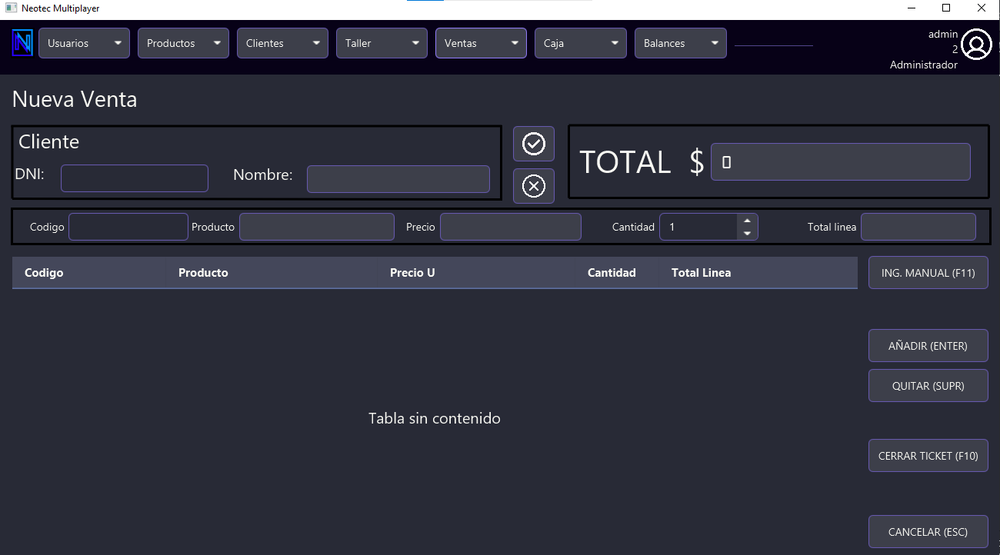 Neotec Multiplayer
Usuarios Productos Clientes Taller Ventas Caja Balances
admin
2
Administrador
Nueva Venta
Cliente
DNI: Nombre:
TOTAL $
Codigo Producto Precio Cantidad 1 Total linea
Codigo Producto Precio U Cantidad Total Linea
ING. MANUAL (F11)
AÑADIR (ENTER)
QUITAR (SUPR)
Tabla sin contenido
CERRAR TICKET (F10)
CANCELAR (ESC)